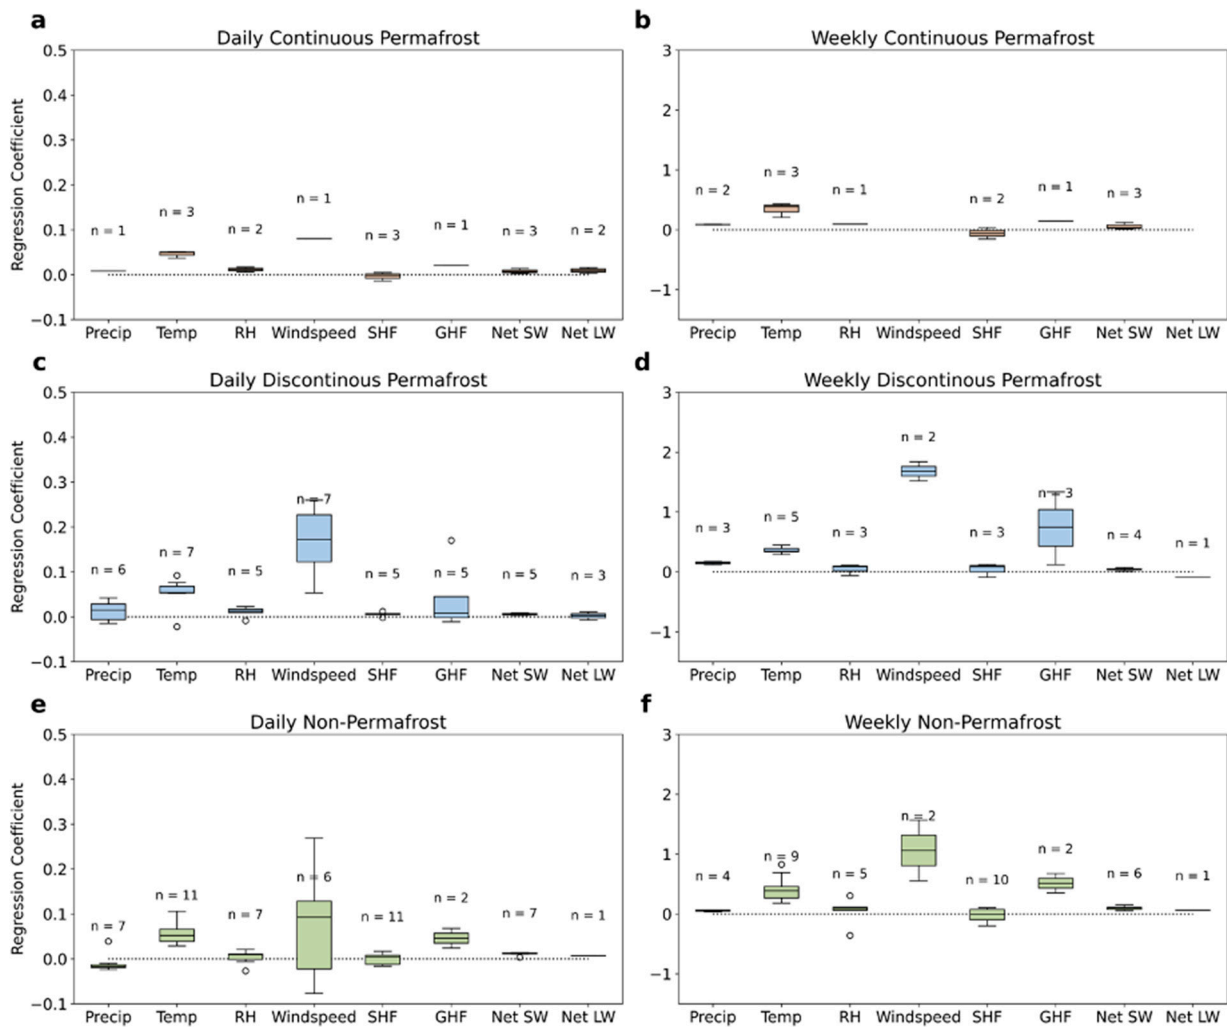 a
Daily Continuous Permafrost
Regression Coefficient
0.5
0.4
0.3
0.2
0.1
0.0
−0.1
n = 1
n = 3
n = 2
n = 1
n = 3
n = 1
n = 3
n = 2
Precip Temp RH Windspeed SHF GHF Net SW Net LW
b
Weekly Continuous Permafrost
3
2
1
0
−1
n = 2
n = 3
n = 1
n = 2
n = 1
n = 3
Precip Temp RH Windspeed SHF GHF Net SW Net LW
c
Daily Discontinous Permafrost
Regression Coefficient
0.5
0.4
0.3
0.2
0.1
0.0
−0.1
n = 6
n = 7
n = 5
n = 7
n = 5
n = 5
n = 5
n = 3
Precip Temp RH Windspeed SHF GHF Net SW Net LW
d
Weekly Discontinous Permafrost
3
2
1
0
−1
n = 3
n = 5
n = 3
n = 2
n = 3
n = 3
n = 4
n = 1
Precip Temp RH Windspeed SHF GHF Net SW Net LW
e
Daily Non-Permafrost
Regression Coefficient
0.5
0.4
0.3
0.2
0.1
0.0
−0.1
n = 7
n = 11
n = 7
n = 6
n = 11
n = 2
n = 7
n = 1
Precip Temp RH Windspeed SHF GHF Net SW Net LW
f
Weekly Non-Permafrost
3
2
1
0
−1
n = 4
n = 9
n = 5
n = 2
n = 10
n = 2
n = 6
n = 1
Precip Temp RH Windspeed SHF GHF Net SW Net LW